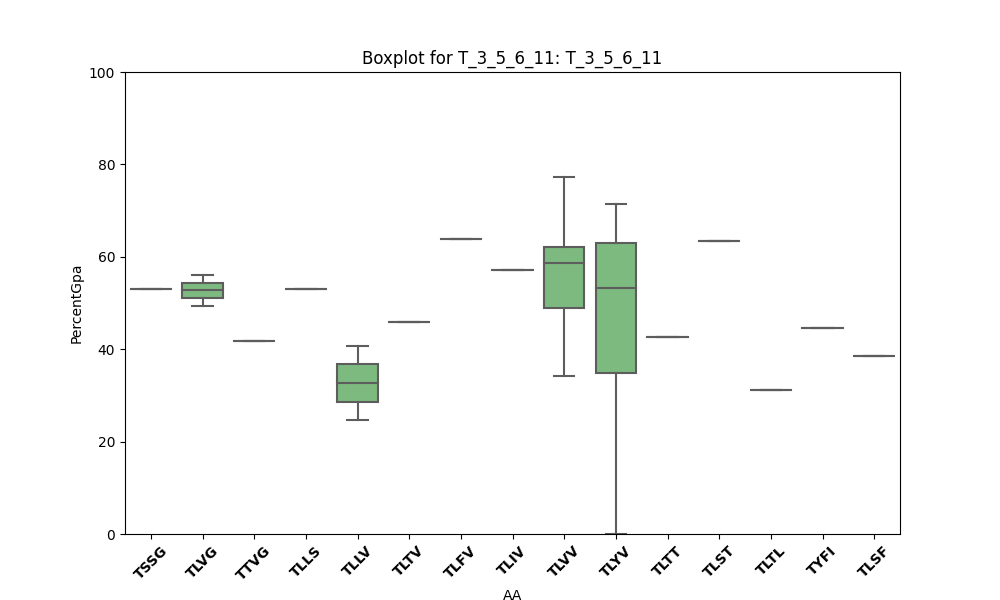 Boxplot for T_3_5_6_11: T_3_5_6_11
100
80
60
40
20
0
PercentGpa
TSSG
TLVG
TTVG
TLLS
TLLV
TLTV
TLFV
TLIV
TLVV
TLYV
TLTT
TLST
TLTL
TYFI
TLSF
AA